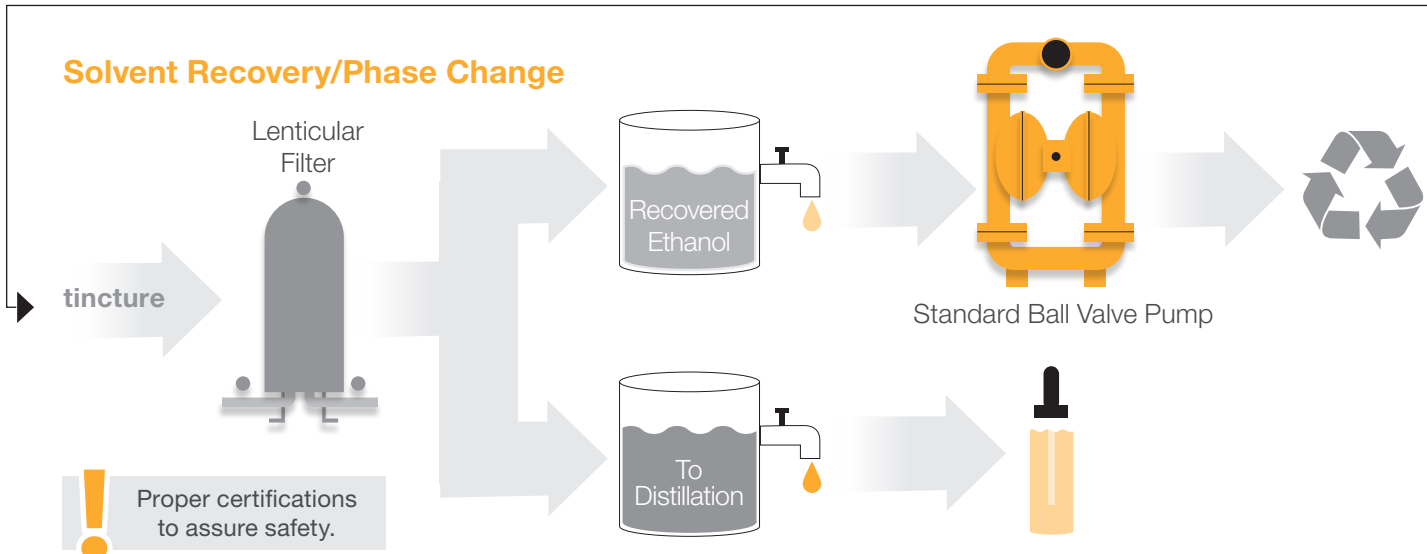 Solvent Recovery/Phase Change
Lenticular
Filter
tincture
Recovered
Ethanol
Standard Ball Valve Pump
To
Distillation
Proper certifications
to assure safety.